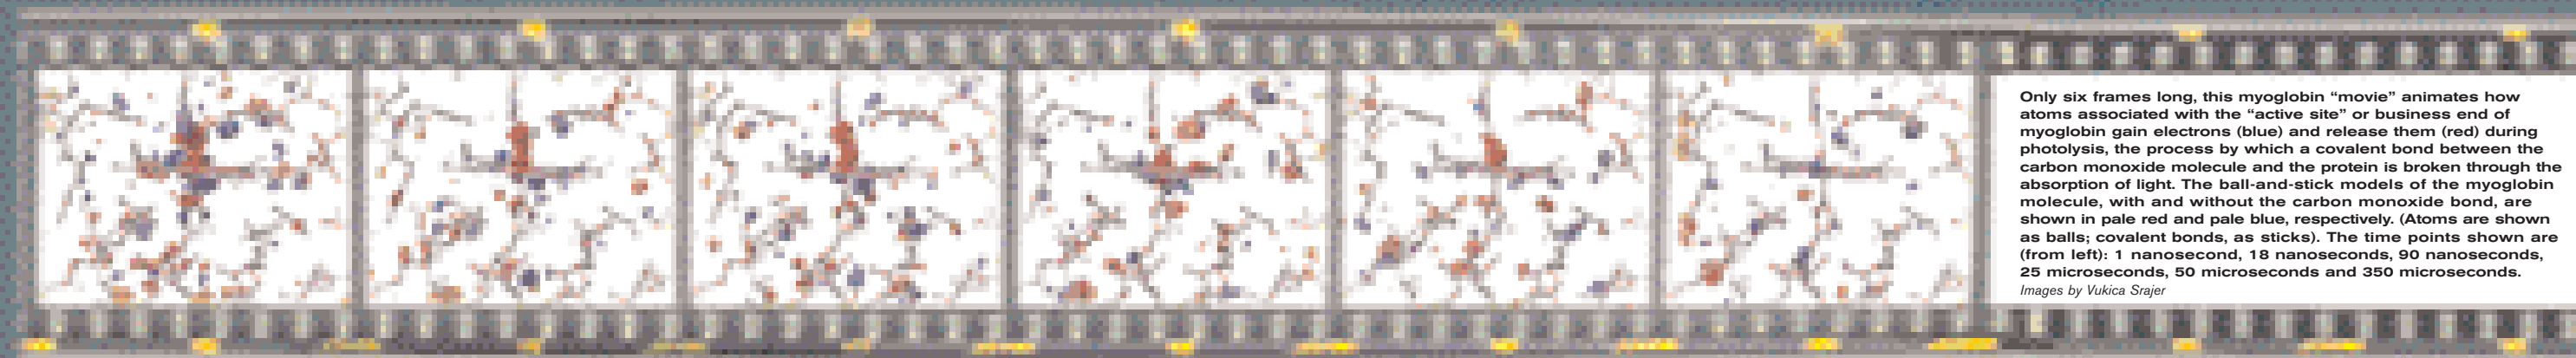 Only six frames long, this myoglobin “movie” animates how
atoms associated with the “active site” or business end of
myoglobin gain electrons (blue) and release them (red) during
photolysis, the process by which a covalent bond between the
carbon monoxide molecule and the protein is broken through the
absorption of light. The ball-and-stick models of the myoglobin
molecule, with and without the carbon monoxide bond, are
shown in pale red and pale blue, respectively. (Atoms are shown
as balls; covalent bonds, as sticks). The time points shown are
(from left): 1 nanosecond, 18 nanoseconds, 90 nanoseconds,
25 microseconds, 50 microseconds and 350 microseconds.
Images by Vukica Srajer